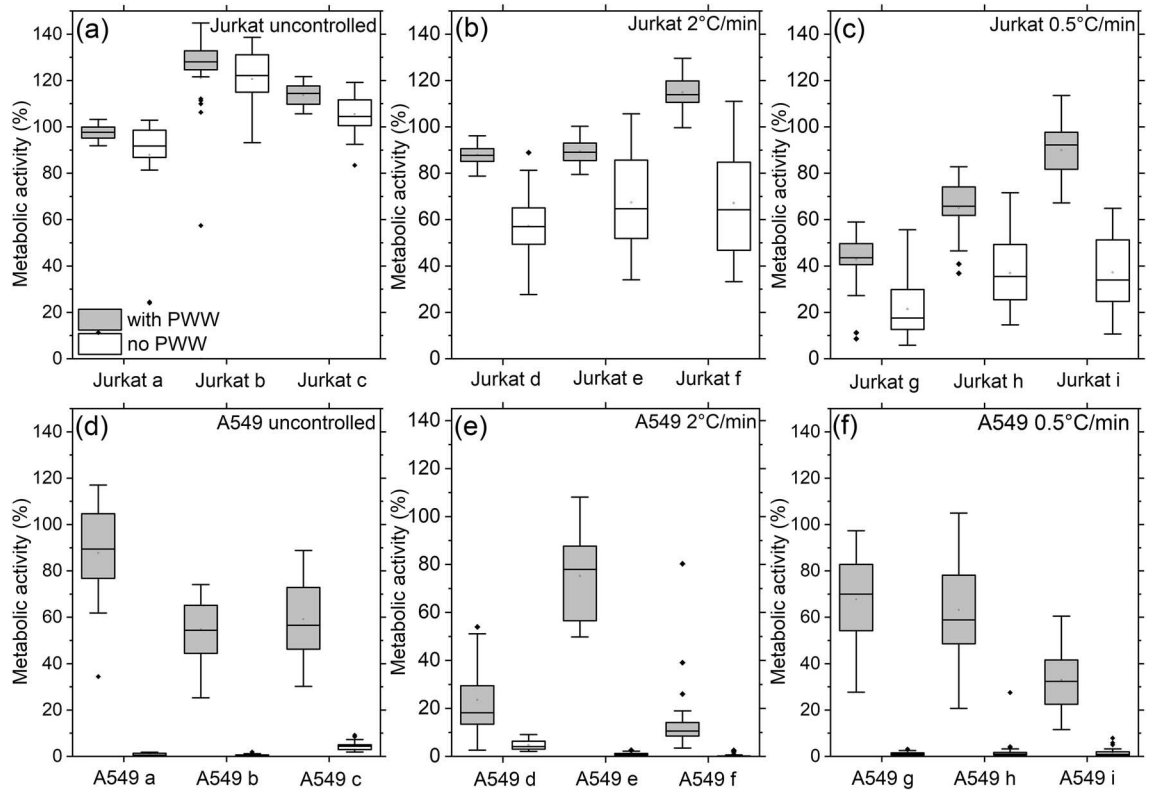 (a) Jurkat uncontrolled
140
120
100
80
60
40
20
0
Metabolic activity (%)
with PWW
no PWW
Jurkat a Jurkat b Jurkat c
(b) Jurkat 2°C/min
140
120
100
80
60
40
20
0
Metabolic activity (%)
Jurkat d Jurkat e Jurkat f
(c) Jurkat 0.5°C/min
140
120
100
80
60
40
20
0
Metabolic activity (%)
Jurkat g Jurkat h Jurkat i
(d) A549 uncontrolled
140
120
100
80
60
40
20
0
Metabolic activity (%)
A549 a A549 b A549 c
(e) A549 2°C/min
140
120
100
80
60
40
20
0
Metabolic activity (%)
A549 d A549 e A549 f
(f) A549 0.5°C/min
140
120
100
80
60
40
20
0
Metabolic activity (%)
A549 g A549 h A549 i